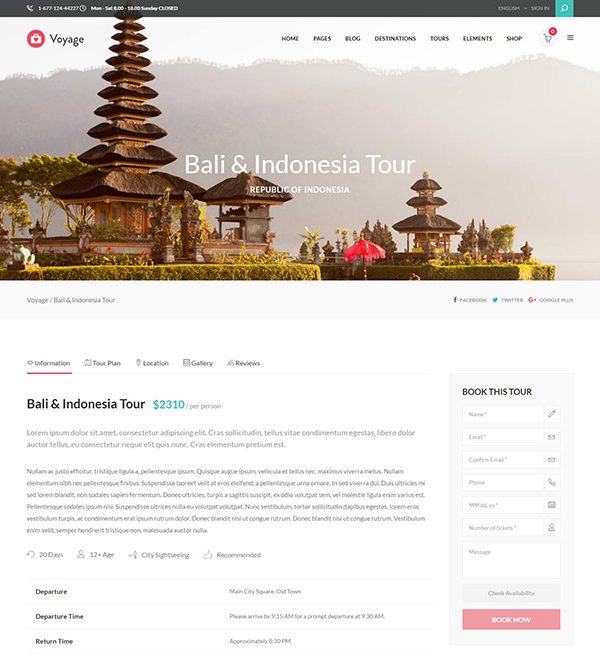 1-677-124-44227 Mon - Sat 8.00 - 18.00 Sunday CLOSED
ENGLISH SIGN IN
Voyage
HOME PAGES BLOG DESTINATIONS TOURS ELEMENTS SHOP 0
Bali & Indonesia Tour
REPUBLIC OF INDONESIA
Voyage / Bali & Indonesia Tour
FACEBOOK TWITTER GOOGLE PLUS
Information Tour Plan Location Gallery Reviews
Bali & Indonesia Tour $2310 / per person
Lorem ipsum dolor sit amet, consectetur adipiscing elit. Cras sollicitudin, tellus vitae condimentum egestas, libero dolor
auctor tellus, eu consectetur neque elit quis nunc. Cras elementum pretium est.
Nullam ac justo efficitur, tristique ligula a, pellentesque ipsum. Quisque augue ipsum, vehicula et tellus nec, maximus viverra metus. Nullam
elementum nibh nec pellentesque finibus. Suspendisse laoreet velit at eros eleifend, a pellentesque urna ornare. In sed viverra dui. Duis ultricies mi
sed lorem blandit, non sodales sapien fermentum. Donec ultricies, turpis a sagittis suscipit, ex odio volutpat sem, vel molestie ligula enim varius est.
Pellentesque sodales ipsum nisi. Suspendisse ultrices nulla eu volutpat volutpat. Nunc vestibulum, tortor sollicitudin dapibus egestas, lorem eros
vestibulum turpis, ac condimentum erat ipsum rutrum dolor. Donec blandit nisi ut congue rutrum. Donec blandit nisi ut congue rutrum. Vestibulum
enim velit, semper hendrerit tristique non, malesuada auctor nulla.
20 Days 12+ Age City Sightseeing Recommended
Departure Main City Square, Old Town
Departure Time Please arrive by 9:15 AM for a prompt departure at 9:30 AM.
Return Time Approximately 8:30 PM.
BOOK THIS TOUR
Name *
Email *
Confirm Email *
Phone
MM.dd, yy *
Number of tickets *
Message
Check Availability
BOOK NOW